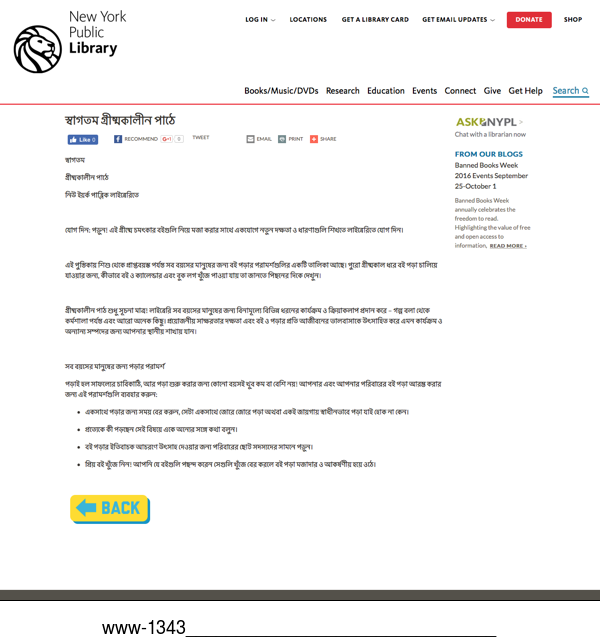 New York
Public
Library
LOG IN
LOCATIONS
GET A LIBRARY CARD
GET EMAIL UPDATES
DONATE
SHOP
Books/Music/DVDs Research Education Events Connect Give Get Help Search
স্বাগতম গ্রীষ্মকালীন পাঠে
Like 0
RECOMMEND
G+1 0
TWEET
EMAIL
PRINT
SHARE
স্বাগতম
গ্রীষ্মকালীন পাঠে
নিউ ইয়র্ক পাব্লিক লাইব্রেরিতে
যোগ দিন: পড়ুন! এই গ্রীষ্মে চমৎকার বইগুলি নিয়ে মজা করার সাথে একযোগে নতুন দক্ষতা ও ধারণাগুলি শিখতে লাইব্রেরিতে যোগ দিন।
এই পুস্তিকায় শিশু থেকে প্রাপ্তবয়স্ক পর্যন্ত সব বয়সের মানুষের জন্য বই পড়ার পরামর্শগুলির একটি তালিকা আছে। পুরো গ্রীষ্মকাল ধরে বই পড়া চালিয়ে
যাওয়ার জন্য, কীভাবে বই ও ক্যালেন্ডার এবং বুক লগ খুঁজে পাওয়া যায় তা জানতে পিছনের দিকে দেখুন।
গ্রীষ্মকালীন পাঠ শুধু সূচনা মাত্র! লাইব্রেরি সব বয়সের মানুষের জন্য বিনামূল্যে বিভিন্ন ধরনের কার্যক্রম ও ক্রিয়াকলাপ প্রদান করে – গল্প বলা থেকে
কর্মশালা পর্যন্ত এবং আরো অনেক কিছু। প্রয়োজনীয় সাক্ষরতার দক্ষতা এবং বই ও পড়ার প্রতি আজীবনের ভালবাসাকে উৎসাহিত করে এমন কার্যক্রম ও
অন্যান্য সম্পদের জন্য আপনার স্থানীয় শাখায় যান।
সব বয়সের মানুষের জন্য পড়ার পরামর্শ
পড়াই হল সাফল্যের চাবিকাঠি, আর পড়া শুরু করার জন্য কোনো বয়সই খুব কম বা বেশি নয়! আপনার এবং আপনার পরিবারের বই পড়া আরম্ভ করার
জন্য এই পরামর্শগুলি ব্যবহার করুন:
• একসাথে পড়ার জন্য সময় বের করুন, সেটা একসাথে জোরে জোরে পড়া অথবা একই জায়গায় স্বাধীনভাবে পড়া যাই হোক না কেন।
• প্রত্যেকে কী পড়ছেন সেই বিষয়ে একে অন্যের সঙ্গে কথা বলুন।
• বই পড়ার ইতিবাচক আচরণে উৎসাহ দেওয়ার জন্য পরিবারের ছোট সদস্যদের সামনে পড়ুন।
• প্রিয় বই খুঁজে নিন! আপনি যে বইগুলি পছন্দ করেন সেগুলি খুঁজে বের করলে বই পড়া মজাদার ও আকর্ষণীয় হয়ে ওঠে।
BACK
ASK NYPL >
Chat with a librarian now
FROM OUR BLOGS
Banned Books Week
2016 Events September
25-October 1
Banned Books Week
annually celebrates the
freedom to read.
Highlighting the value of free
and open access to
information, READ MORE ›
www-1343